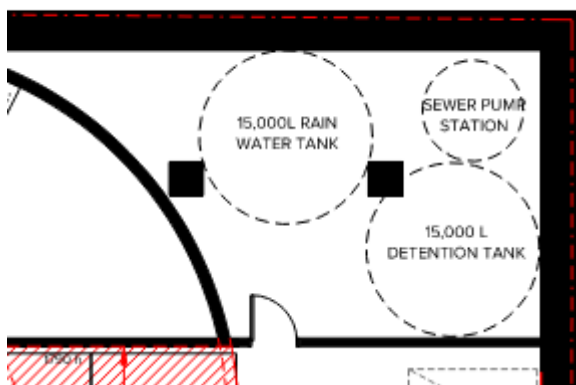 15,000L RAIN
WATER TANK
SEWER PUMP
STATION
15,000 L
DETENTION TANK